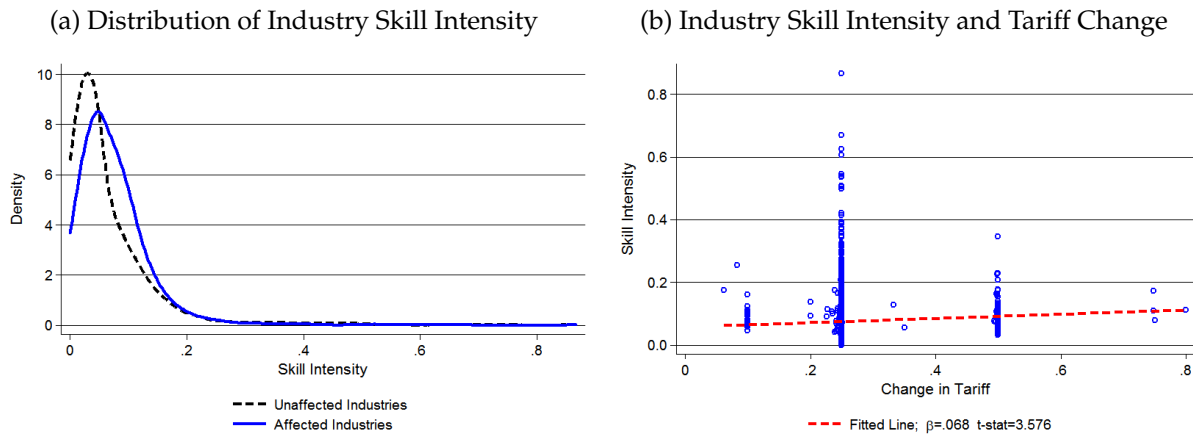 (a) Distribution of Industry Skill Intensity
10
8
6
4
2
0
Density
0 .2 .4 .6 .8
Skill Intensity
Unaffected Industries
Affected Industries
(b) Industry Skill Intensity and Tariff Change
0.8
0.6
0.4
0.2
0.0
Skill Intensity
0 .2 .4 .6 .8
Change in Tariff
Fitted Line; β=.068 t-stat=3.576